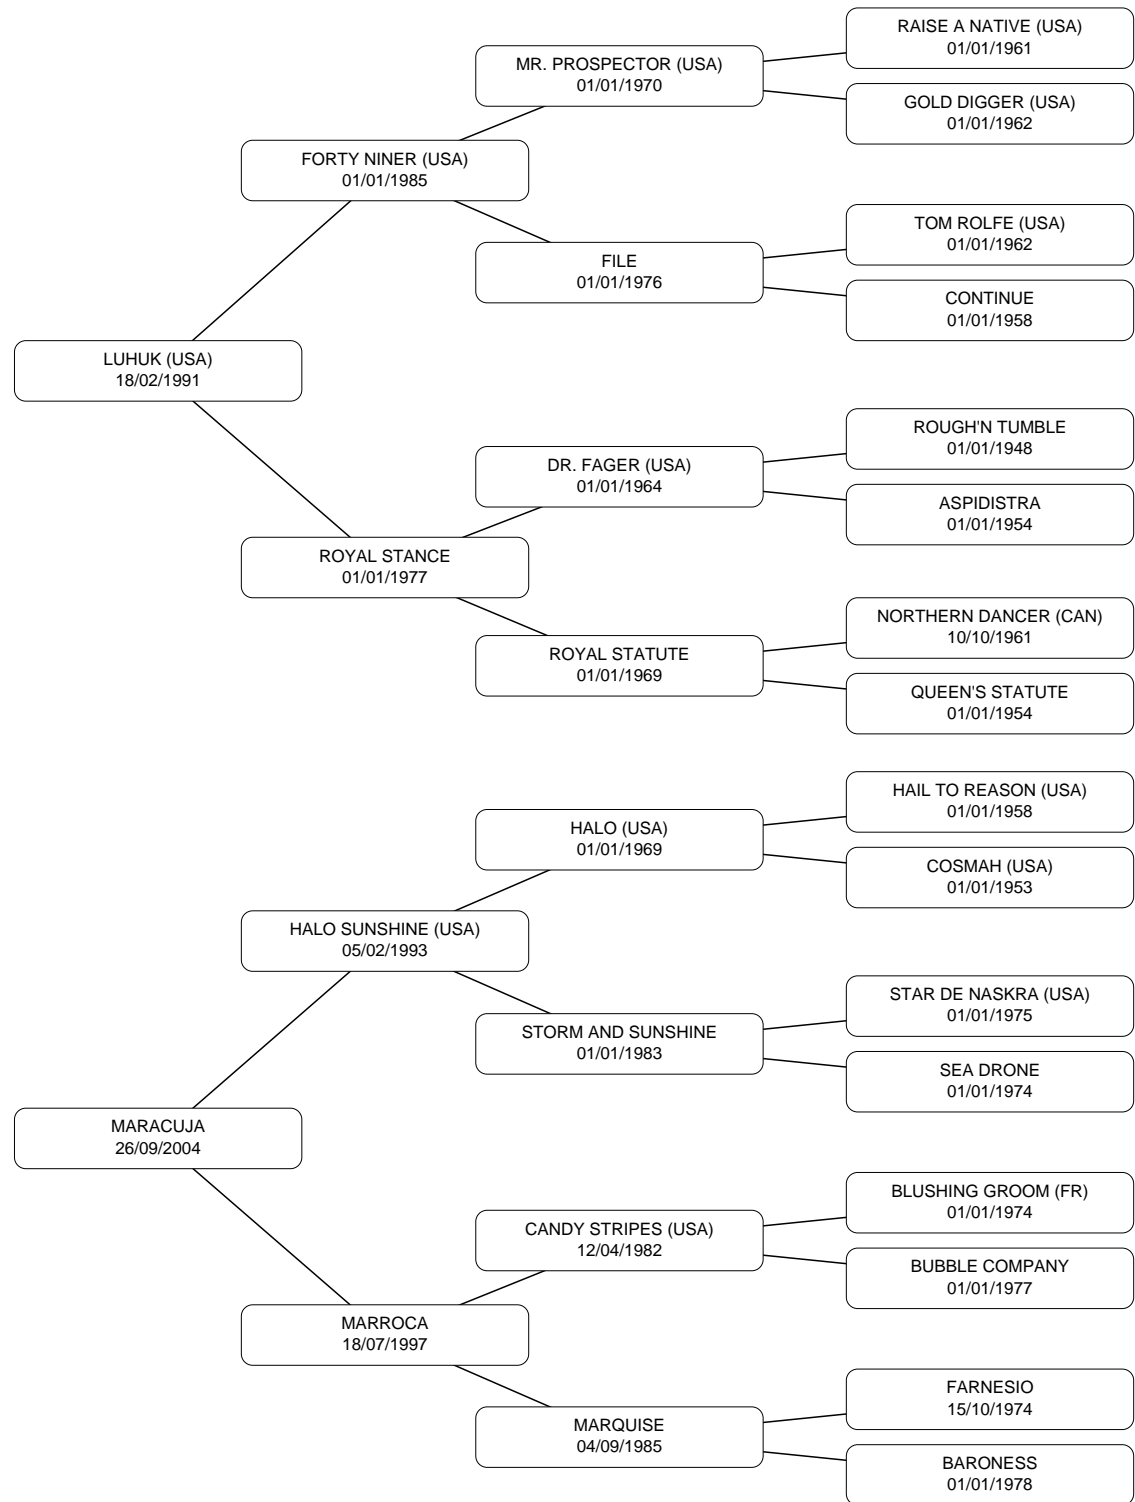 RAISE A NATIVE (USA)
01/01/1961
MR. PROSPECTOR (USA)
01/01/1970
GOLD DIGGER (USA)
01/01/1962
FORTY NINER (USA)
01/01/1985
TOM ROLFE (USA)
01/01/1962
FILE
01/01/1976
CONTINUE
01/01/1958
LUHUK (USA)
18/02/1991
ROUGH'N TUMBLE
01/01/1948
DR. FAGER (USA)
01/01/1964
ASPIDISTRA
01/01/1954
ROYAL STANCE
01/01/1977
NORTHERN DANCER (CAN)
10/10/1961
ROYAL STATUTE
01/01/1969
QUEEN'S STATUTE
01/01/1954
HAIL TO REASON (USA)
01/01/1958
HALO (USA)
01/01/1969
COSMAH (USA)
01/01/1953
HALO SUNSHINE (USA)
05/02/1993
STAR DE NASKRA (USA)
01/01/1975
STORM AND SUNSHINE
01/01/1983
SEA DRONE
01/01/1974
MARACUJA
26/09/2004
BLUSHING GROOM (FR)
01/01/1974
CANDY STRIPES (USA)
12/04/1982
BUBBLE COMPANY
01/01/1977
MARROCA
18/07/1997
FARNESIO
15/10/1974
MARQUISE
04/09/1985
BARONESS
01/01/1978